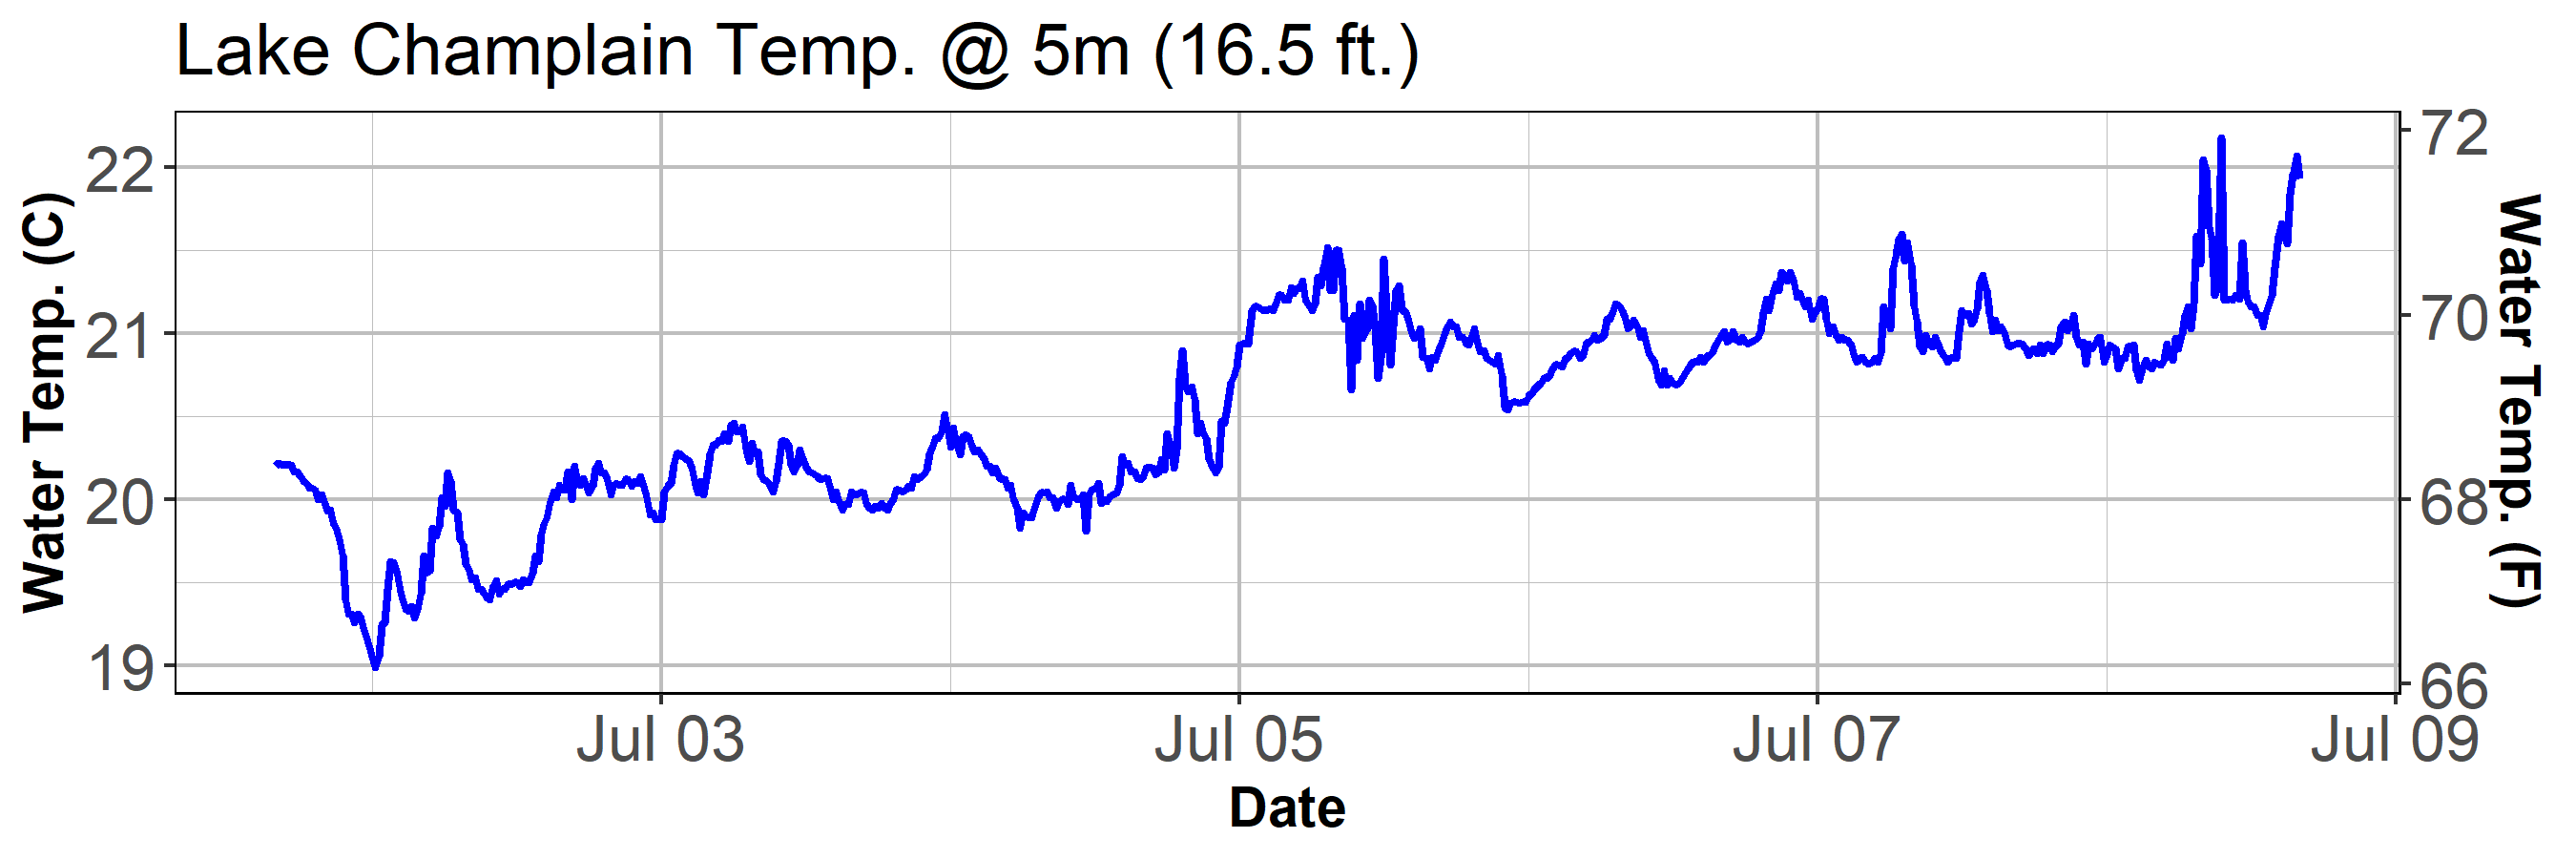 Lake Champlain Temp. @ 5m (16.5 ft.)
Water Temp. (C)
22
21
20
19
72
70
68
66
Water Temp. (F)
Jul 03
Jul 05
Jul 07
Jul 09
Date